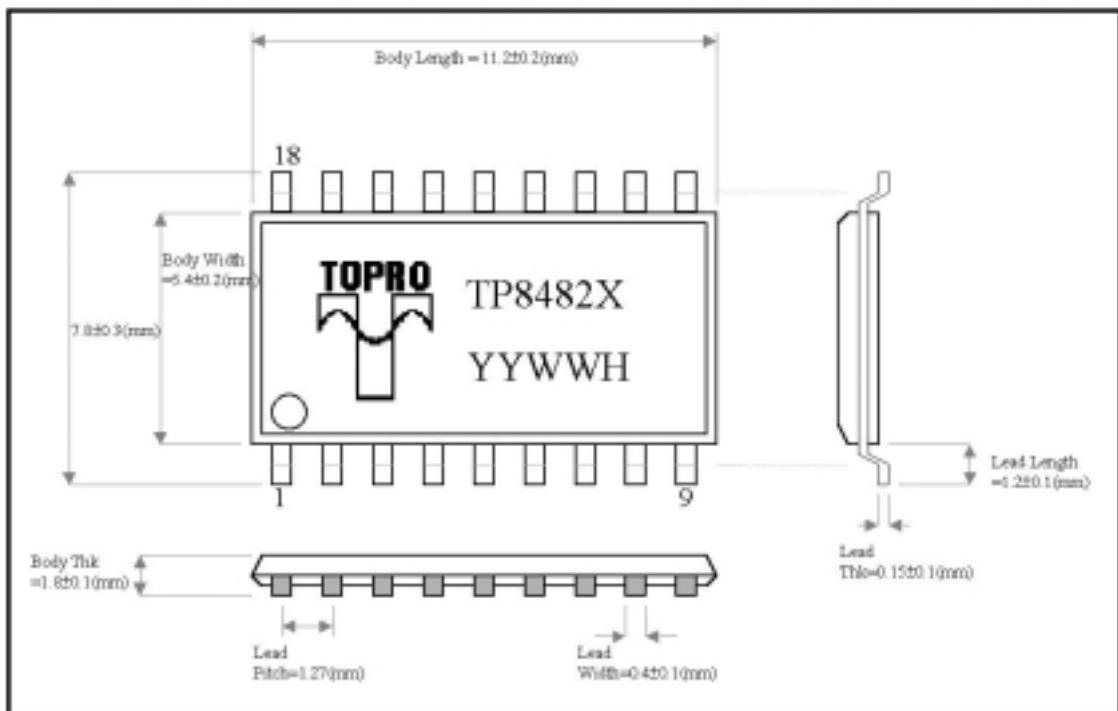 Body Length = 11.2±0.2(mm)
18
Body Width
=5.4±0.2(mm)
7.8±0.3(mm)
TOPRO
TP8482X
YYWWH
Lead Length
=1.2±0.1(mm)
1
9
Body Thk
=1.8±0.1(mm)
Lead
Thk=0.15±0.1(mm)
Lead
Pitch=1.27(mm)
Lead
Width=0.4±0.1(mm)